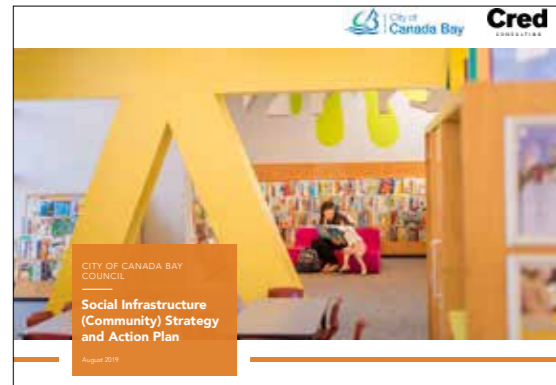 City of
Canada Bay
Cred
CONSULTING
CITY OF CANADA BAY
COUNCIL
Social Infrastructure
(Community) Strategy
and Action Plan
August 2019